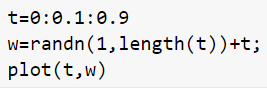 t=0:0.1:0.9
w=randn(1,length(t))+t;
plot(t,w)